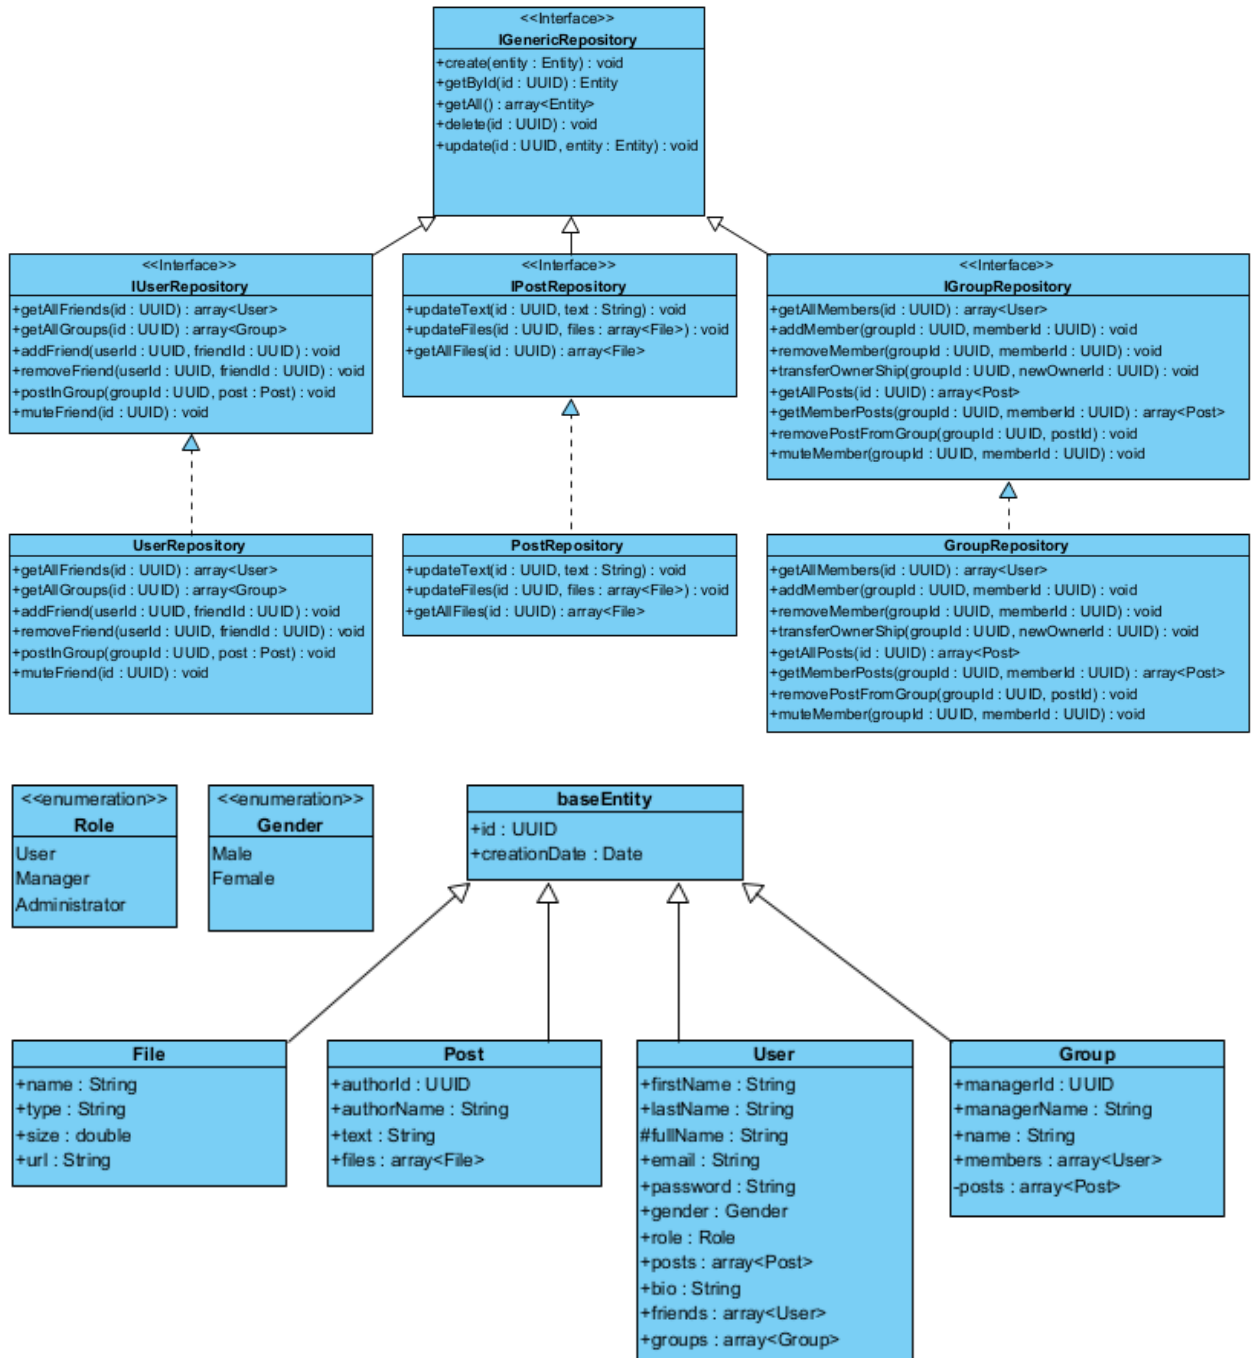 <<Interface>>
IGenericRepository
+create(entity : Entity) : void
+getById(id : UUID) : Entity
+getAll() : array<Entity>
+delete(id : UUID) : void
+update(id : UUID, entity : Entity) : void
<<Interface>>
IUserRepository
+getAllFriends(id : UUID) : array<User>
+getAllGroups(id : UUID) : array<Group>
+addFriend(userId : UUID, friendId : UUID) : void
+removeFriend(userId : UUID, friendId : UUID) : void
+postInGroup(groupId : UUID, post : Post) : void
+muteFriend(id : UUID) : void
<<Interface>>
IPostRepository
+updateText(id : UUID, text : String) : void
+updateFiles(id : UUID, files : array<File>) : void
+getAllFiles(id : UUID) : array<File>
<<Interface>>
IGroupRepository
+getAllMembers(id : UUID) : array<User>
+addMember(groupId : UUID, memberId : UUID) : void
+removeMember(groupId : UUID, memberId : UUID) : void
+transferOwnerShip(groupId : UUID, newOwnerId : UUID) : void
+getAllPosts(id : UUID) : array<Post>
+getMemberPosts(groupId : UUID, memberId : UUID) : array<Post>
+removePostFromGroup(groupId : UUID, postId) : void
+muteMember(groupId : UUID, memberId : UUID) : void
UserRepository
+getAllFriends(id : UUID) : array<User>
+getAllGroups(id : UUID) : array<Group>
+addFriend(userId : UUID, friendId : UUID) : void
+removeFriend(userId : UUID, friendId : UUID) : void
+postInGroup(groupId : UUID, post : Post) : void
+muteFriend(id : UUID) : void
PostRepository
+updateText(id : UUID, text : String) : void
+updateFiles(id : UUID, files : array<File>) : void
+getAllFiles(id : UUID) : array<File>
GroupRepository
+getAllMembers(id : UUID) : array<User>
+addMember(groupId : UUID, memberId : UUID) : void
+removeMember(groupId : UUID, memberId : UUID) : void
+transferOwnerShip(groupId : UUID, newOwnerId : UUID) : void
+getAllPosts(id : UUID) : array<Post>
+getMemberPosts(groupId : UUID, memberId : UUID) : array<Post>
+removePostFromGroup(groupId : UUID, postId) : void
+muteMember(groupId : UUID, memberId : UUID) : void
<<enumeration>>
Role
User
Manager
Administrator
<<enumeration>>
Gender
Male
Female
baseEntity
+id : UUID
+creationDate : Date
File
+name : String
+type : String
+size : double
+url : String
Post
+authorId : UUID
+authorName : String
+text : String
+files : array<File>
User
+firstName : String
+lastName : String
#fullName : String
+email : String
+password : String
+gender : Gender
+role : Role
+posts : array<Post>
+bio : String
+friends : array<User>
+groups : array<Group>
Group
+managerId : UUID
+managerName : String
+name : String
+members : array<User>
-posts : array<Post>